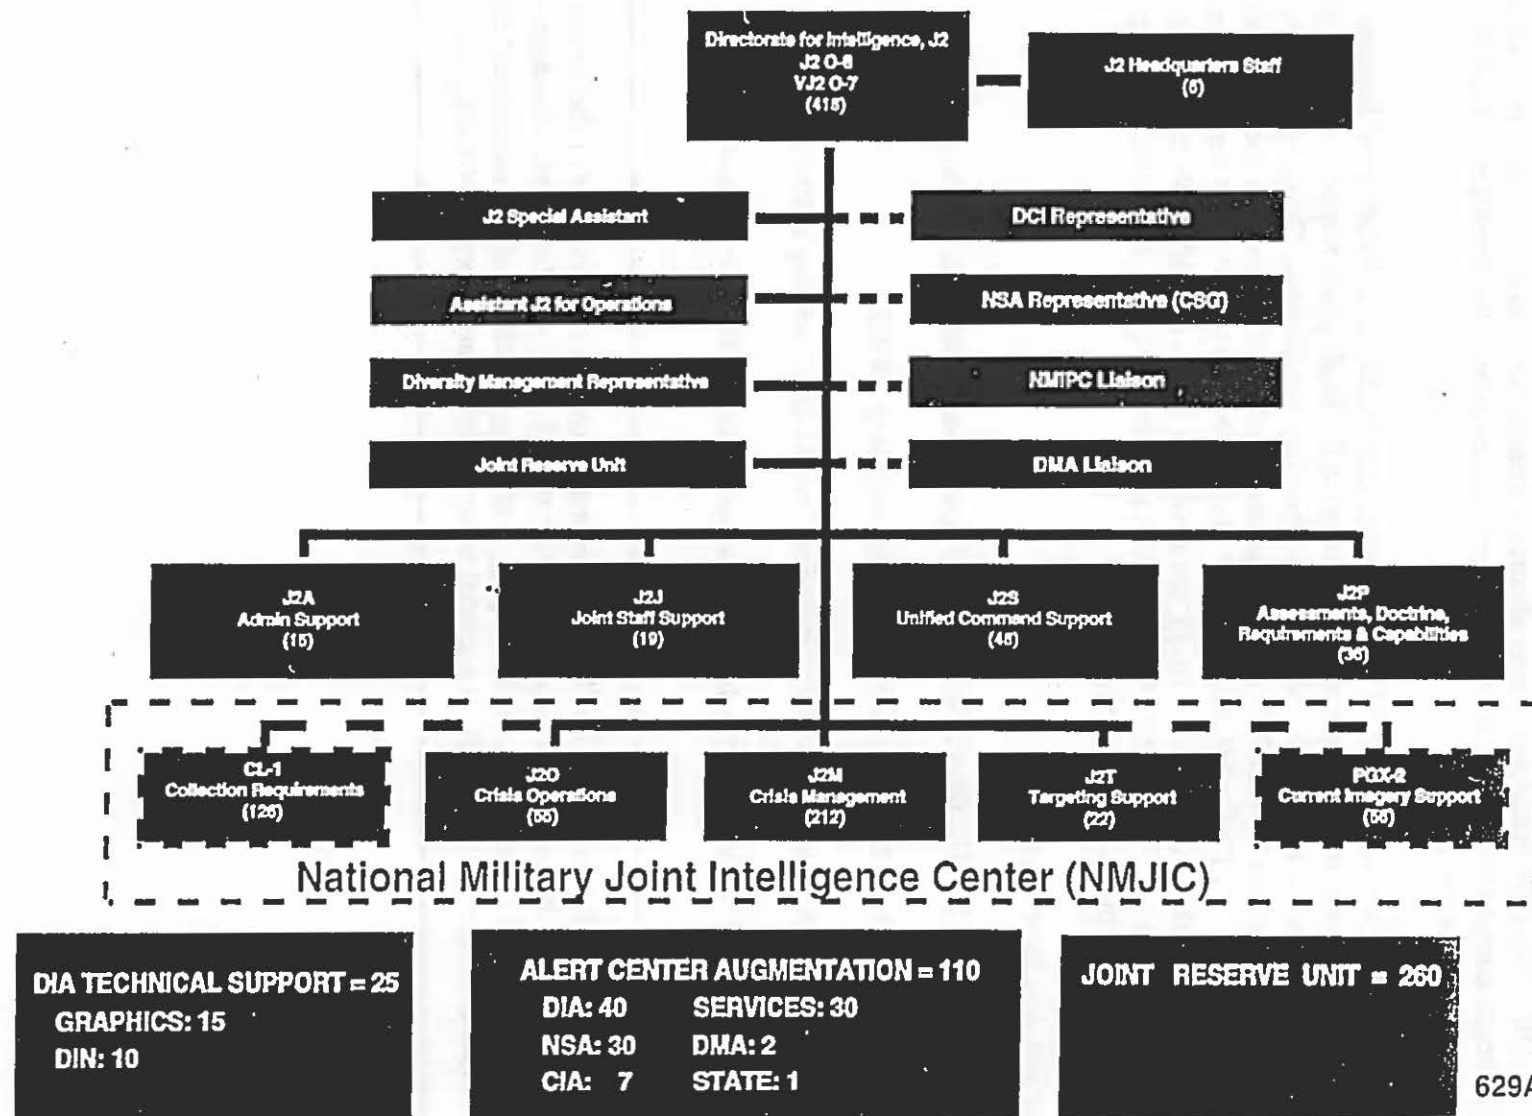 Directorate for Intelligence, J2
J2 O-8
VJ2 O-7
(415)
J2 Headquarters Staff
(5)
J2 Special Assistant
DCI Representative
Assistant J2 for Operations
NSA Representative (CSG)
Diversity Management Representative
NMIPC Liaison
Joint Reserve Unit
DMA Liaison
J2A
Admin Support
(15)
J2J
Joint Staff Support
(19)
J2S
Unified Command Support
(45)
J2P
Assessments, Doctrine,
Requirements & Capabilities
(36)
CL-1
Collection Requirements
(126)
J2O
Crisis Operations
(55)
J2M
Crisis Management
(212)
J2T
Targeting Support
(22)
PGX-2
Current Imagery Support
(56)
National Military Joint Intelligence Center (NMJIC)
DIA TECHNICAL SUPPORT = 25
GRAPHICS: 15
DIN: 10
ALERT CENTER AUGMENTATION = 110
DIA: 40 SERVICES: 30
NSA: 30 DMA: 2
CIA: 7 STATE: 1
JOINT RESERVE UNIT = 260
629A